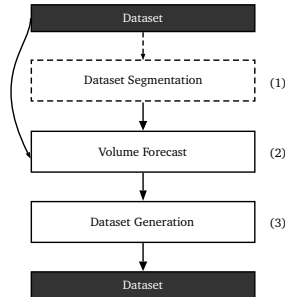 Dataset
Dataset Segmentation (1)
Volume Forecast (2)
Dataset Generation (3)
Dataset